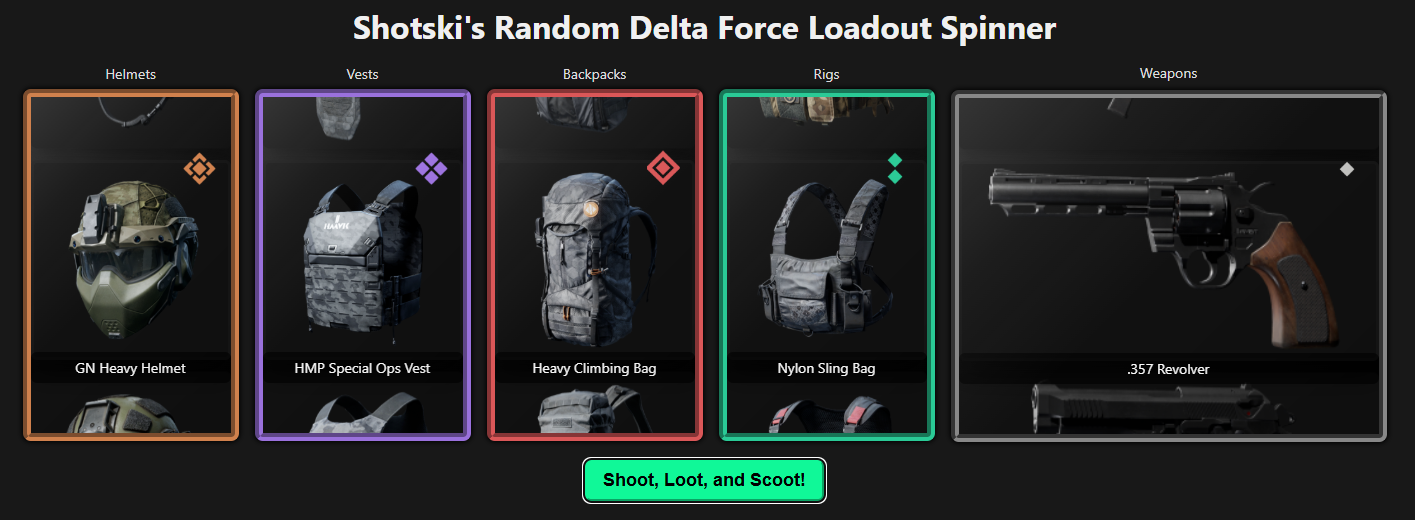 Shotski's Random Delta Force Loadout Spinner
Helmets
Vests
Backpacks
Rigs
Weapons
GN Heavy Helmet
HMP Special Ops Vest
Heavy Climbing Bag
Nylon Sling Bag
.357 Revolver
Shoot, Loot, and Scoot!